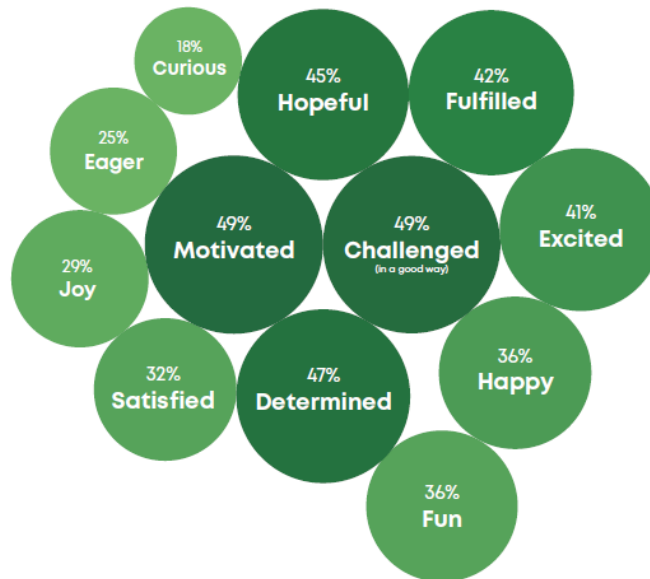 18%
Curious
45%
Hopeful
42%
Fulfilled
25%
Eager
49%
Motivated
49%
Challenged
(in a good way)
41%
Excited
29%
Joy
32%
Satisfied
47%
Determined
36%
Happy
36%
Fun